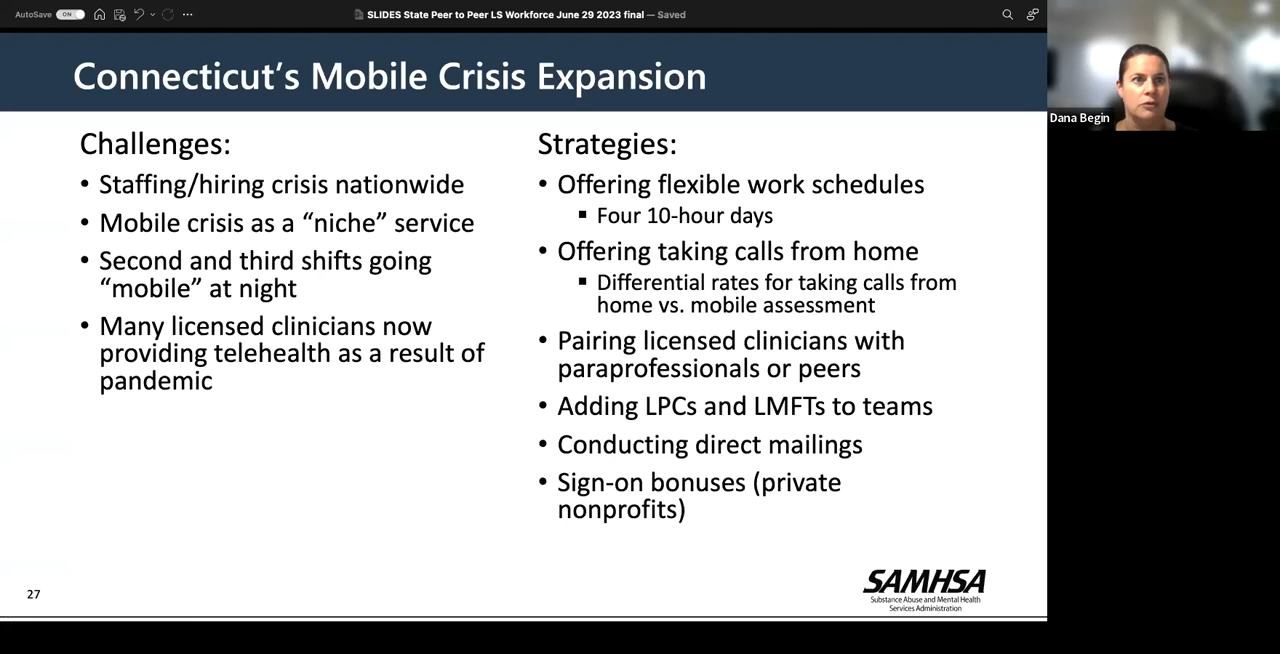 AutoSave ON
SLIDES State Peer to Peer LS Workforce June 29 2023 final — Saved
Connecticut's Mobile Crisis Expansion
Dana Begin
Challenges:
• Staffing/hiring crisis nationwide
• Mobile crisis as a “niche” service
• Second and third shifts going
“mobile” at night
• Many licensed clinicians now
providing telehealth as a result of
pandemic
Strategies:
• Offering flexible work schedules
▪ Four 10-hour days
• Offering taking calls from home
▪ Differential rates for taking calls from
home vs. mobile assessment
• Pairing licensed clinicians with
paraprofessionals or peers
• Adding LPCs and LMFTs to teams
• Conducting direct mailings
• Sign-on bonuses (private
nonprofits)
27
SAMHSA
Substance Abuse and Mental Health
Services Administration